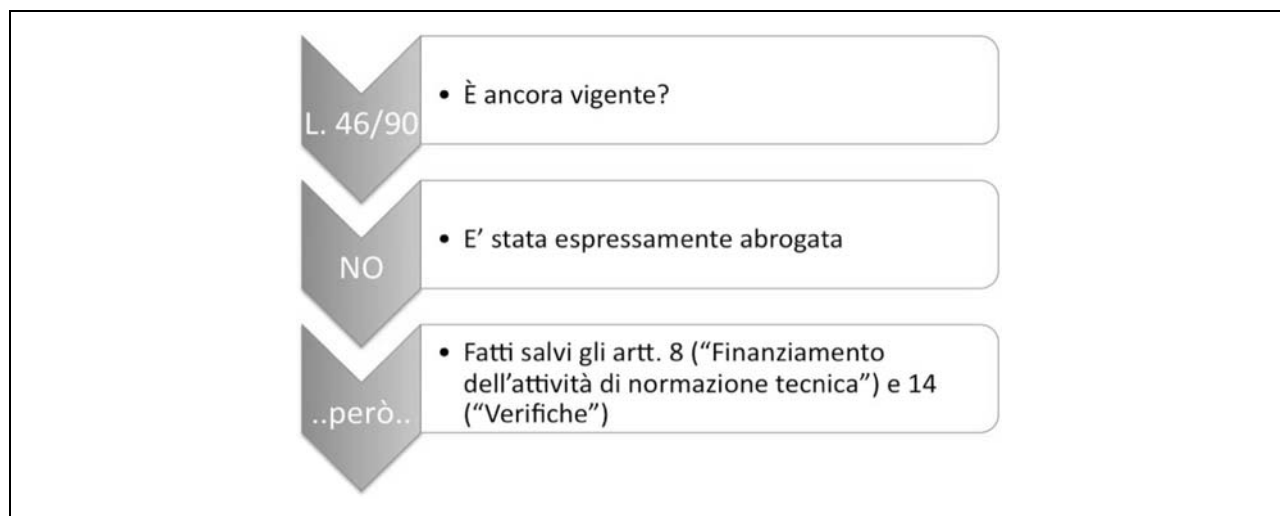 L. 46/90
• È ancora vigente?
NO
• E’ stata espressamente abrogata
..però..
• Fatti salvi gli artt. 8 (“Finanziamento
dell’attività di normazione tecnica”) e 14
(“Verifiche”)